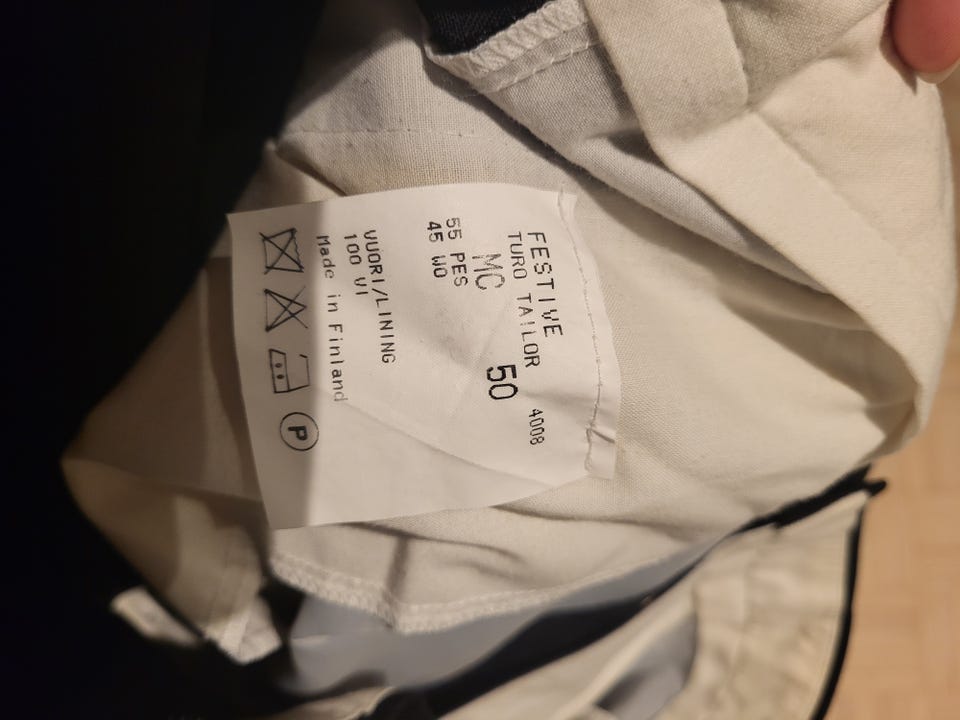 FESTIVE
TURO TAILOR 4008
MC 50
55 PES
45 WO
VUORI/LINING
100 VI
Made in Finland
P